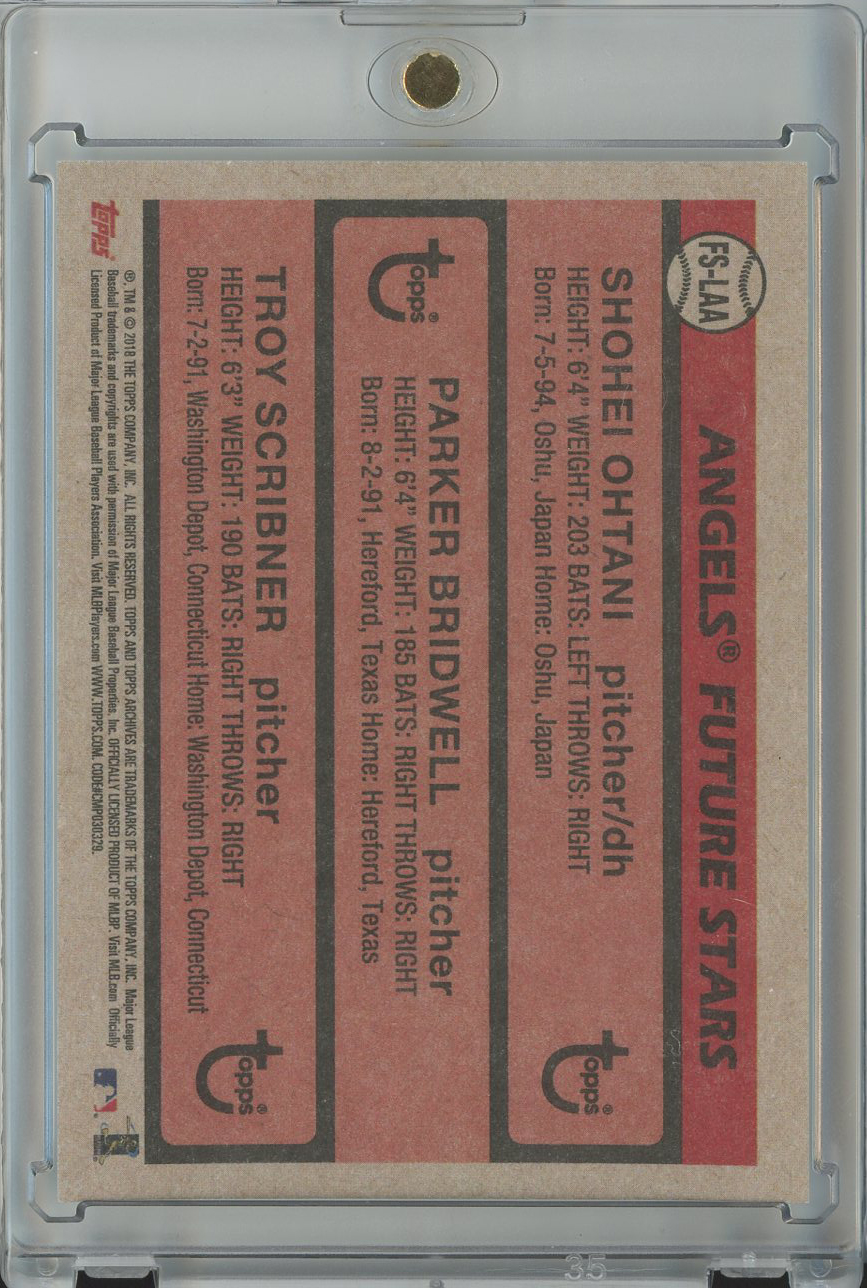 FS-LAA
ANGELS® FUTURE STARS
SHOHEI OHTANI pitcher/dh
HEIGHT: 6'4" WEIGHT: 203 BATS: LEFT THROWS: RIGHT
Born: 7-5-94, Oshu, Japan Home: Oshu, Japan
topps®
topps®
PARKER BRIDWELL pitcher
HEIGHT: 6'4" WEIGHT: 185 BATS: RIGHT THROWS: RIGHT
Born: 8-2-91, Hereford, Texas Home: Hereford, Texas
TROY SCRIBNER pitcher
HEIGHT: 6'3" WEIGHT: 190 BATS: RIGHT THROWS: RIGHT
Born: 7-2-91, Washington Depot, Connecticut Home: Washington Depot, Connecticut
topps®
topps®
®, TM & © 2018 THE TOPPS COMPANY, INC. ALL RIGHTS RESERVED. TOPPS AND TOPPS ARCHIVES ARE TRADEMARKS OF THE TOPPS COMPANY, INC. Major League
Baseball trademarks and copyrights are used with permission of Major League Baseball Properties, Inc. OFFICIALLY LICENSED PRODUCT OF MLBP. Visit MLB.com Officially
Licensed Product of Major League Baseball Players Association. Visit MLBPlayers.com WWW.TOPPS.COM. CODE#CMP030329.
35